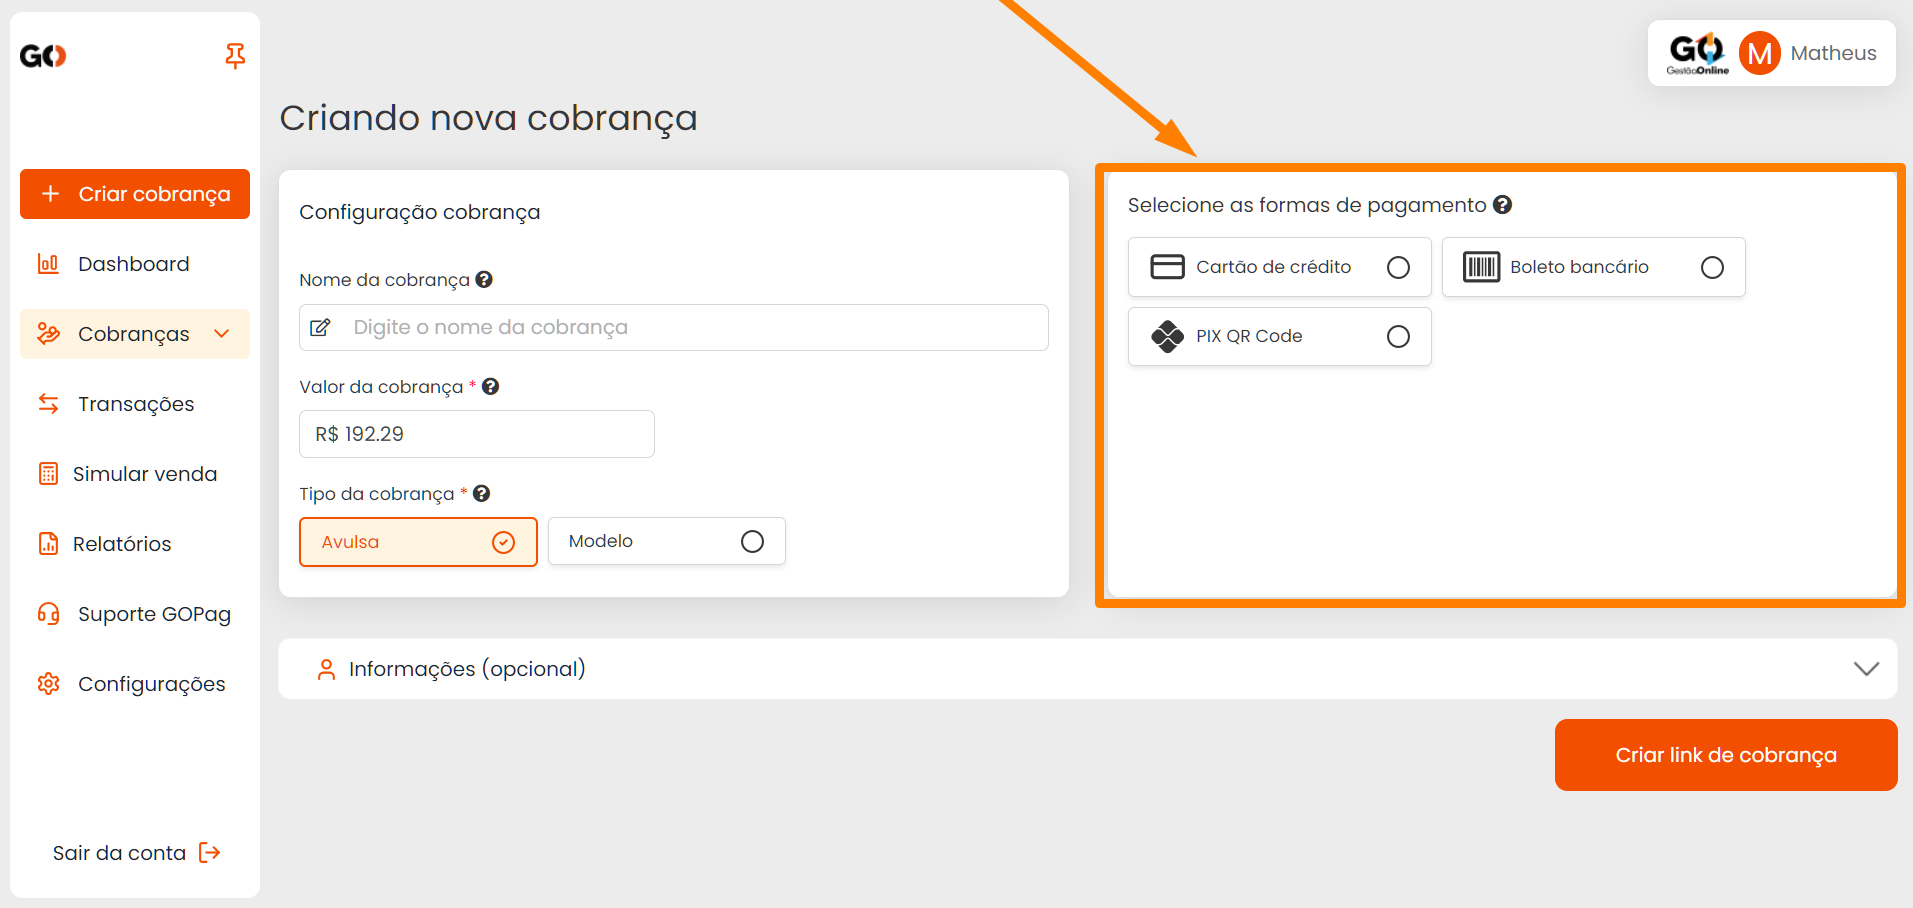 GO
GO
GestãoOnline
M
Matheus
Criando nova cobrança
Criar cobrança
Dashboard
Cobranças
Transações
Simular venda
Relatórios
Suporte GOPag
Configurações
Sair da conta
Configuração cobrança
Nome da cobrança ?
Digite o nome da cobrança
Valor da cobrança * ?
R$ 192.29
Tipo da cobrança * ?
Avulsa
Modelo
Selecione as formas de pagamento ?
Cartão de crédito
Boleto bancário
PIX QR Code
Informações (opcional)
Criar link de cobrança